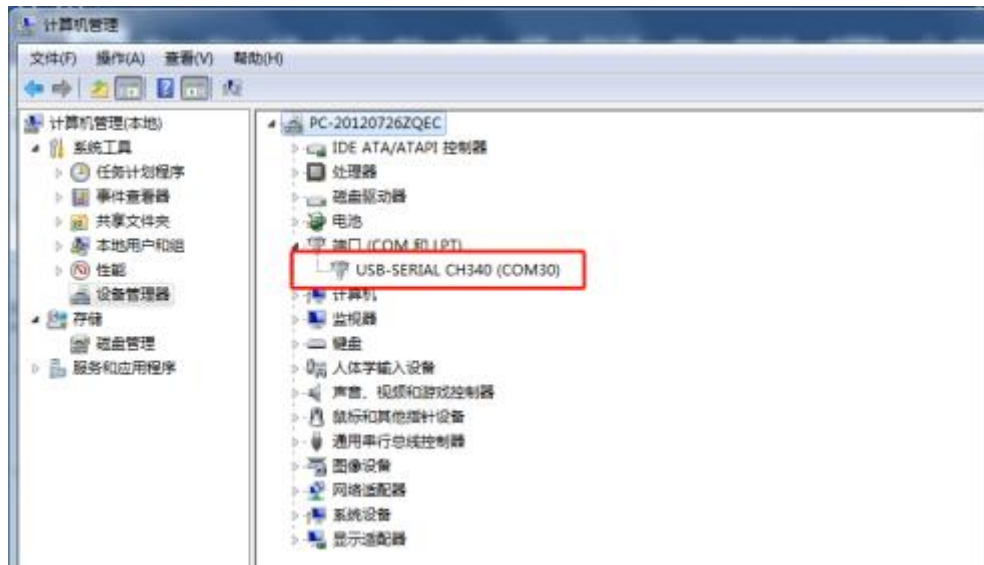 计算机管理
文件(F) 操作(A) 查看(V) 帮助(H)
计算机管理(本地)
系统工具
任务计划程序
事件查看器
共享文件夹
本地用户和组
性能
设备管理器
存储
磁盘管理
服务和应用程序
PC-20120726ZQEC
IDE ATA/ATAPI 控制器
处理器
磁盘驱动器
电池
端口 (COM 和 LPT)
USB-SERIAL CH340 (COM30)
计算机
监视器
键盘
人体学输入设备
声音、视频和游戏控制器
鼠标和其他指针设备
通用串行总线控制器
图像设备
网络适配器
系统设备
显示适配器